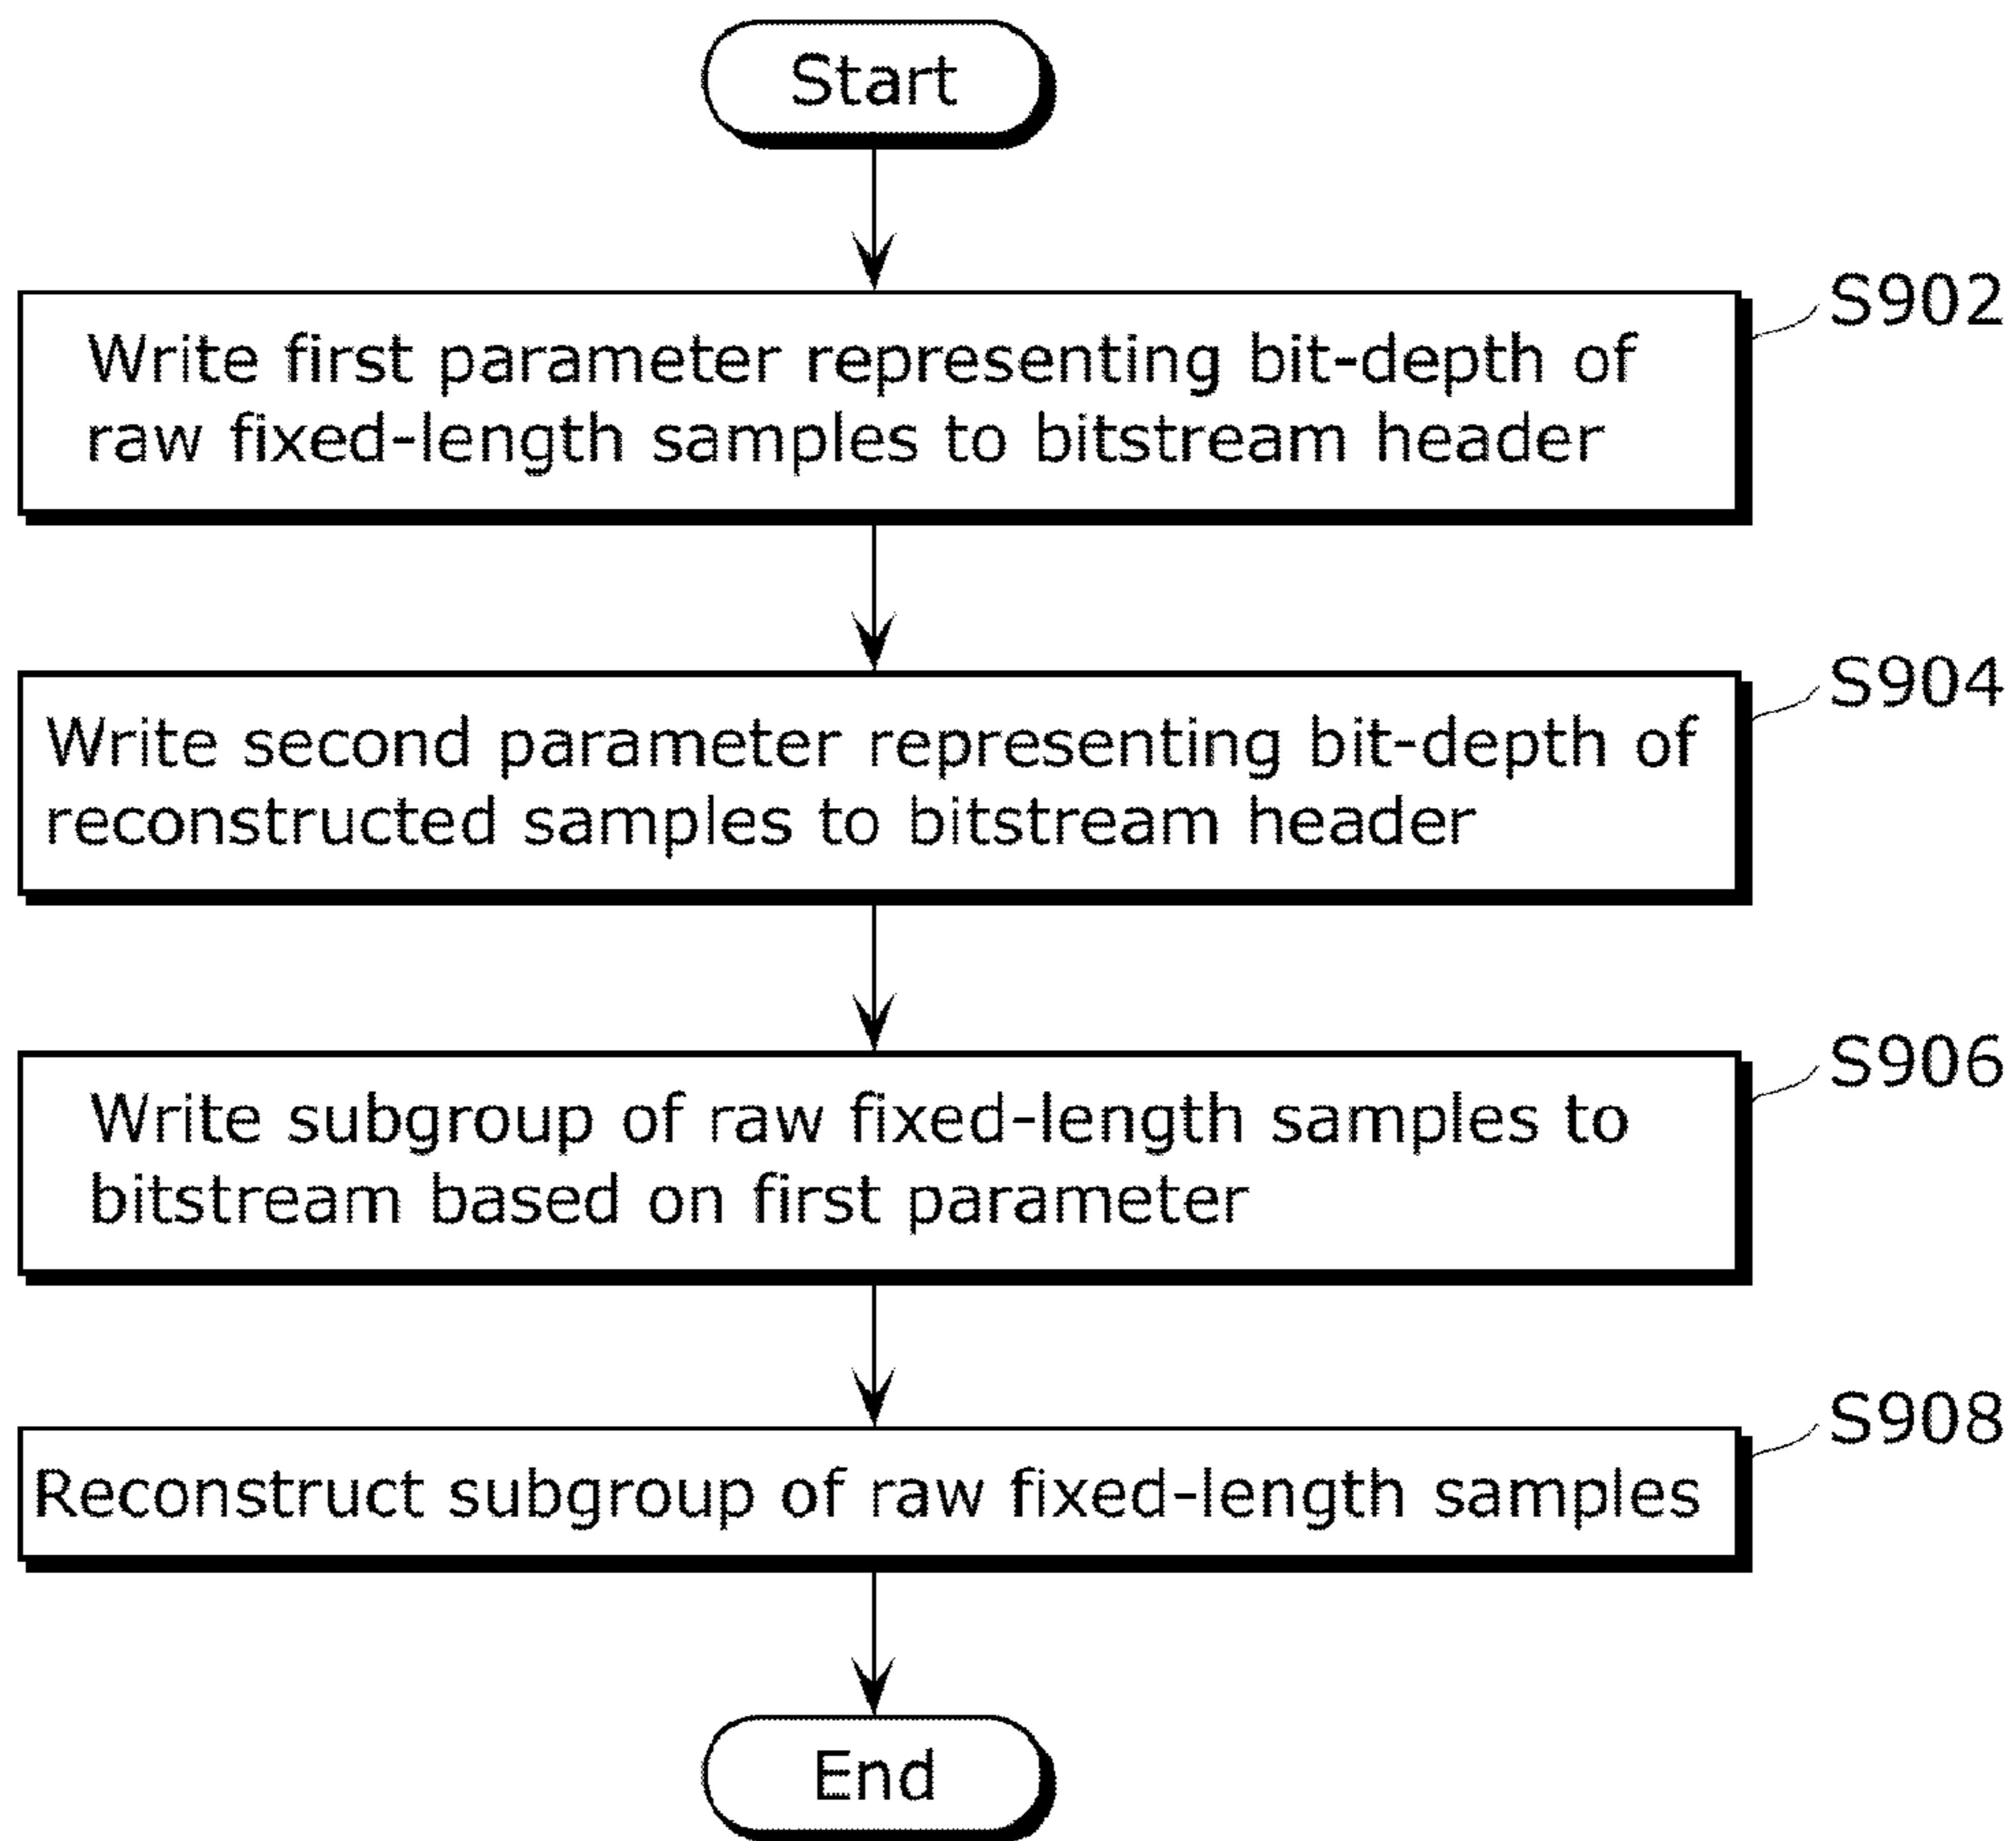 Start
S902
Write first parameter representing bit-depth of
raw fixed-length samples to bitstream header
S904
Write second parameter representing bit-depth of
reconstructed samples to bitstream header
S906
Write subgroup of raw fixed-length samples to
bitstream based on first parameter
S908
Reconstruct subgroup of raw fixed-length samples
End